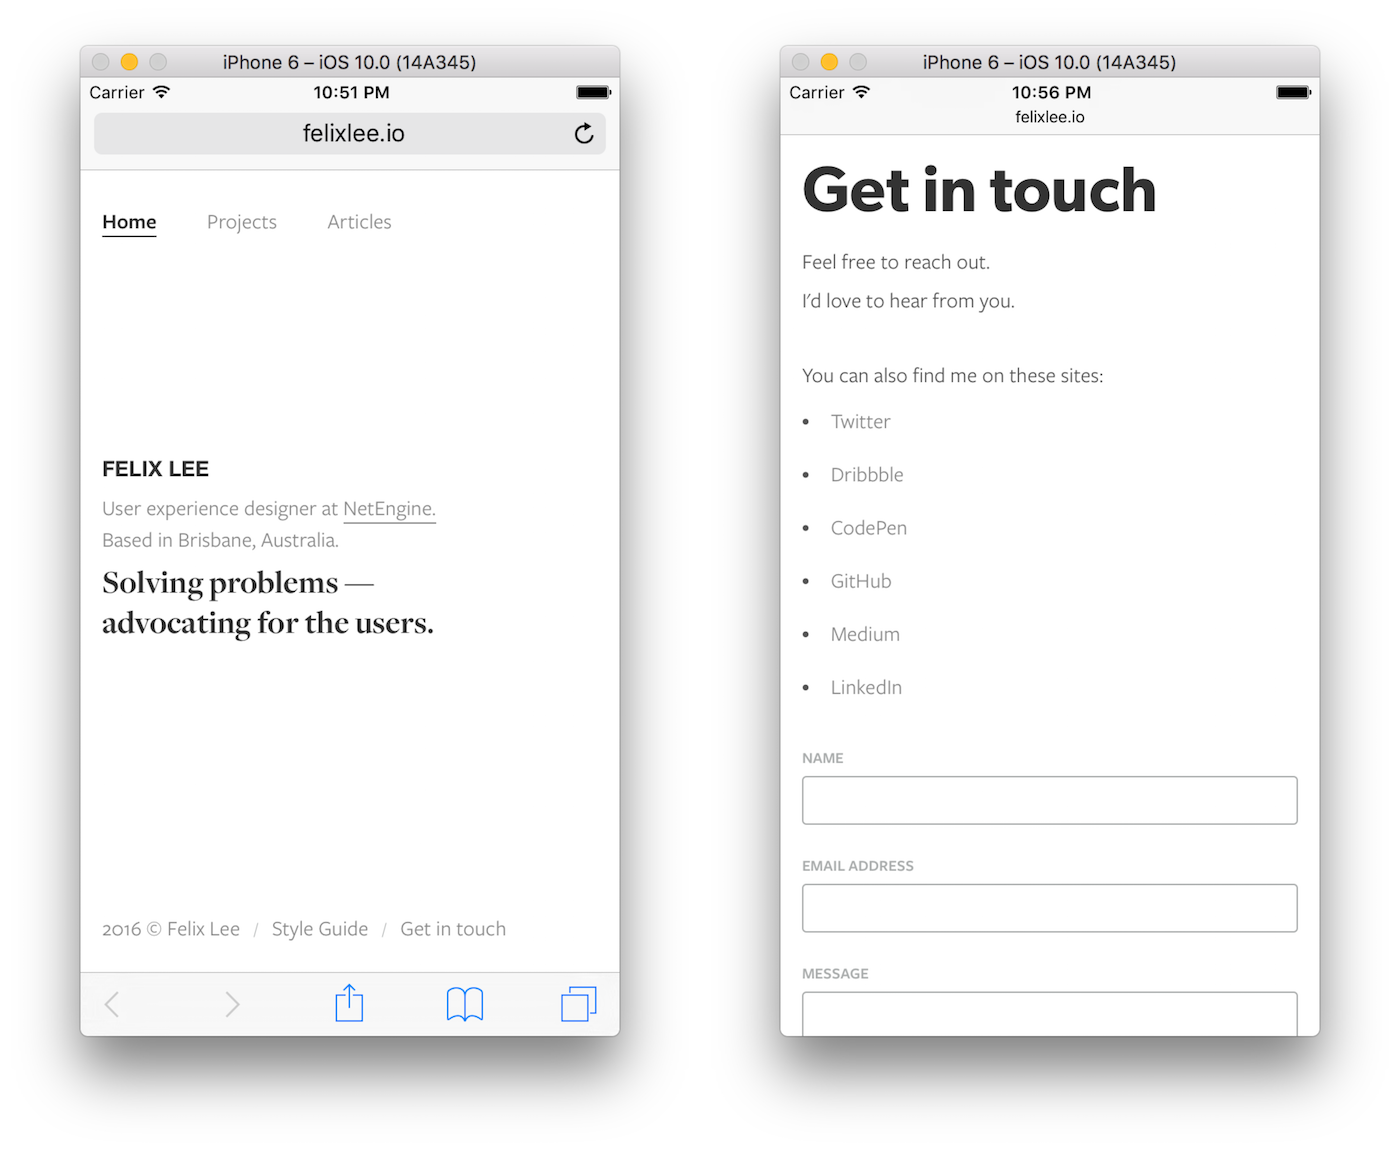 iPhone 6 – iOS 10.0 (14A345)
Carrier 10:51 PM
felixlee.io
Home Projects Articles
FELIX LEE
User experience designer at NetEngine.
Based in Brisbane, Australia.
Solving problems —
advocating for the users.
2016 © Felix Lee / Style Guide / Get in touch
iPhone 6 – iOS 10.0 (14A345)
Carrier 10:56 PM
felixlee.io
Get in touch
Feel free to reach out.
I'd love to hear from you.
You can also find me on these sites:
• Twitter
• Dribbble
• CodePen
• GitHub
• Medium
• LinkedIn
NAME
EMAIL ADDRESS
MESSAGE